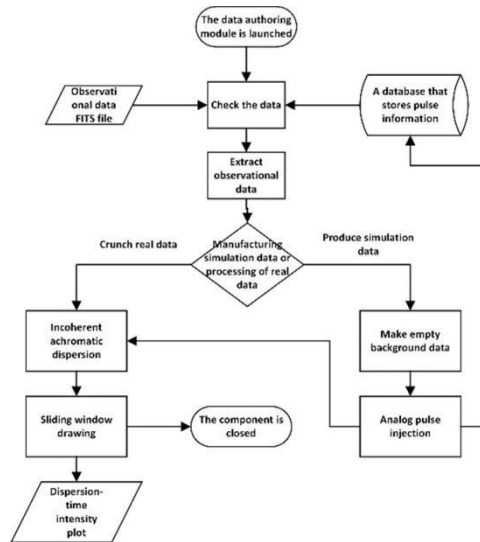 The data authoring
module is launched
Observati
onal data
FITS file
Check the data
A database that
stores pulse
information
Extract
observational
data
Crunch real data
Manufacturing
simulation data or
processing of real
data
Produce simulation
data
Incoherent
achromatic
dispersion
Make empty
background data
Sliding window
drawing
The component is
closed
Analog pulse
injection
Dispersion-
time
intensity
plot